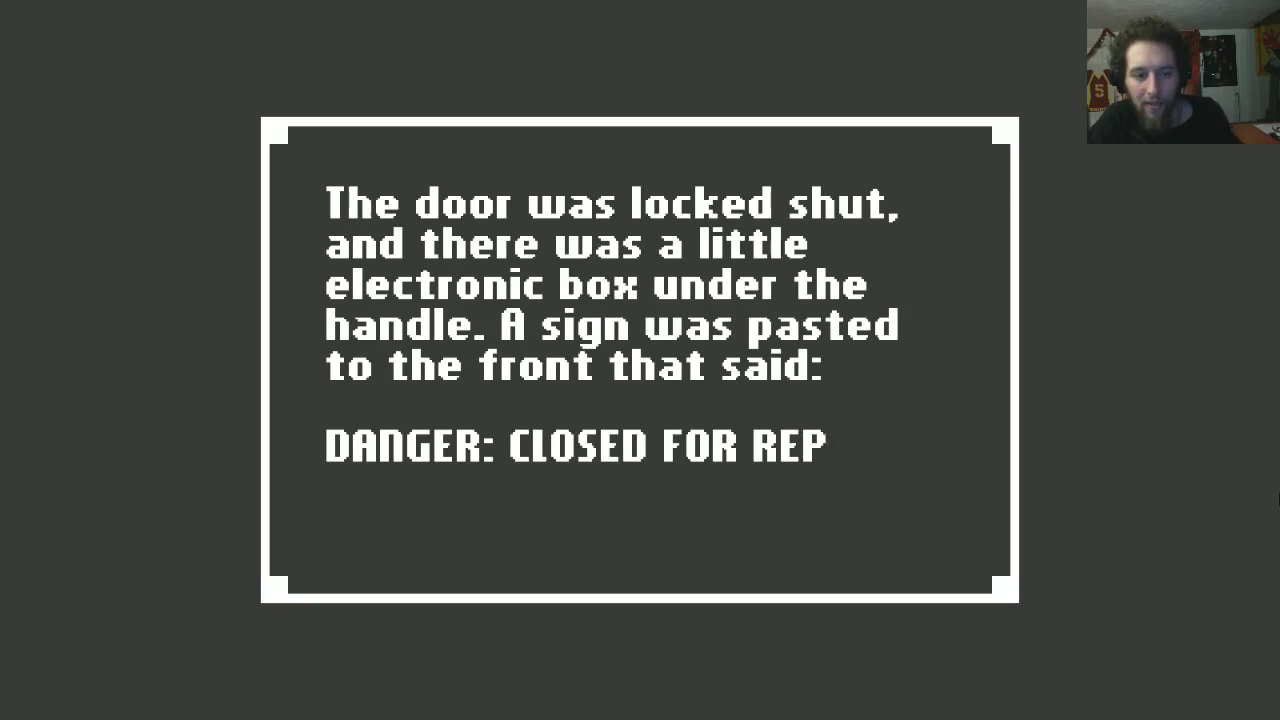 The door was locked shut,
and there was a little
electronic box under the
handle. A sign was pasted
to the front that said:
DANGER: CLOSED FOR REP
5